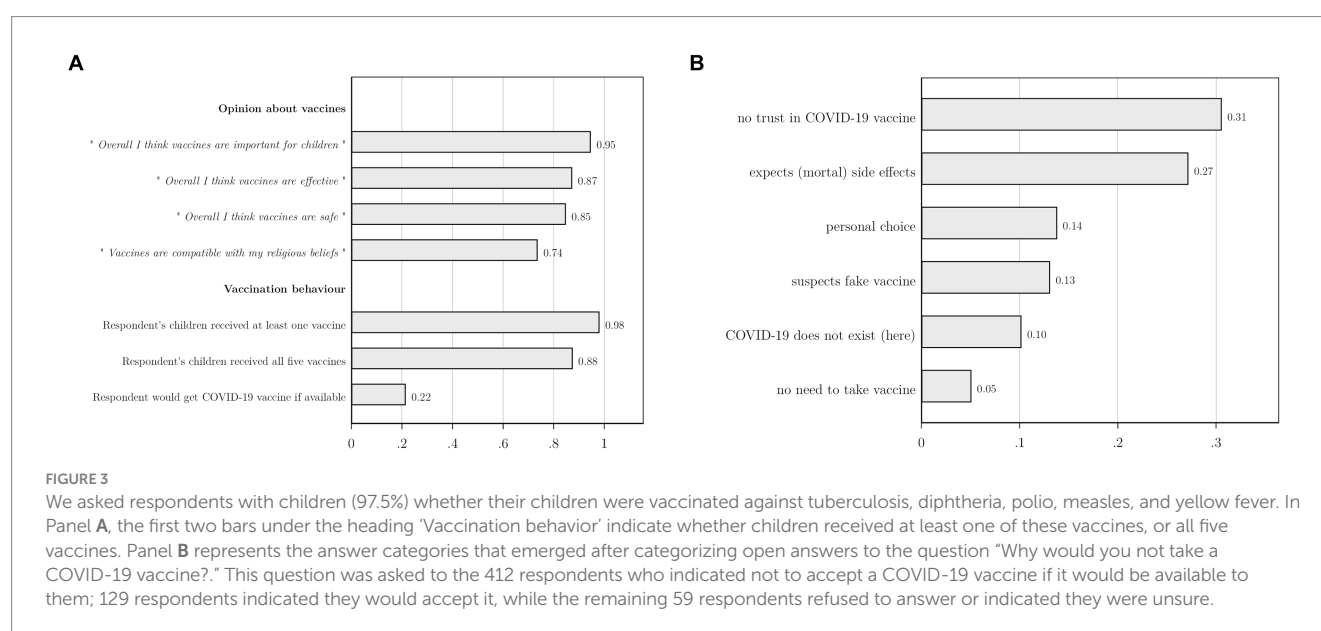 A
Opinion about vaccines
" Overall I think vaccines are important for children "
0.95
" Overall I think vaccines are effective "
0.87
" Overall I think vaccines are safe "
0.85
" Vaccines are compatible with my religious beliefs "
0.74
Vaccination behaviour
Respondent's children received at least one vaccine
0.98
Respondent's children received all five vaccines
0.88
Respondent would get COVID-19 vaccine if available
0.22
0 .2 .4 .6 .8 1
B
no trust in COVID-19 vaccine
0.31
expects (mortal) side effects
0.27
personal choice
0.14
suspects fake vaccine
0.13
COVID-19 does not exist (here)
0.10
no need to take vaccine
0.05
0 .1 .2 .3
FIGURE 3
We asked respondents with children (97.5%) whether their children were vaccinated against tuberculosis, diphtheria, polio, measles, and yellow fever. In
Panel A, the first two bars under the heading ‘Vaccination behavior’ indicate whether children received at least one of these vaccines, or all five
vaccines. Panel B represents the answer categories that emerged after categorizing open answers to the question “Why would you not take a
COVID-19 vaccine?.” This question was asked to the 412 respondents who indicated not to accept a COVID-19 vaccine if it would be available to
them; 129 respondents indicated they would accept it, while the remaining 59 respondents refused to answer or indicated they were unsure.